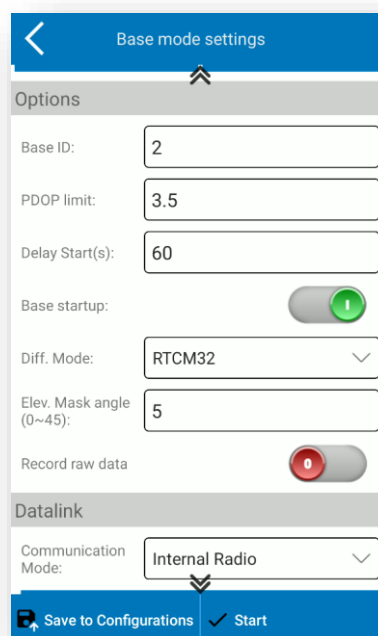 Base mode settings
Options
Base ID:
2
PDOP limit:
3.5
Delay Start(s):
60
Base startup:
I
Diff. Mode:
RTCM32
Elev. Mask angle
(0~45):
5
Record raw data
0
Datalink
Communication
Mode:
Internal Radio
Save to Configurations
Start